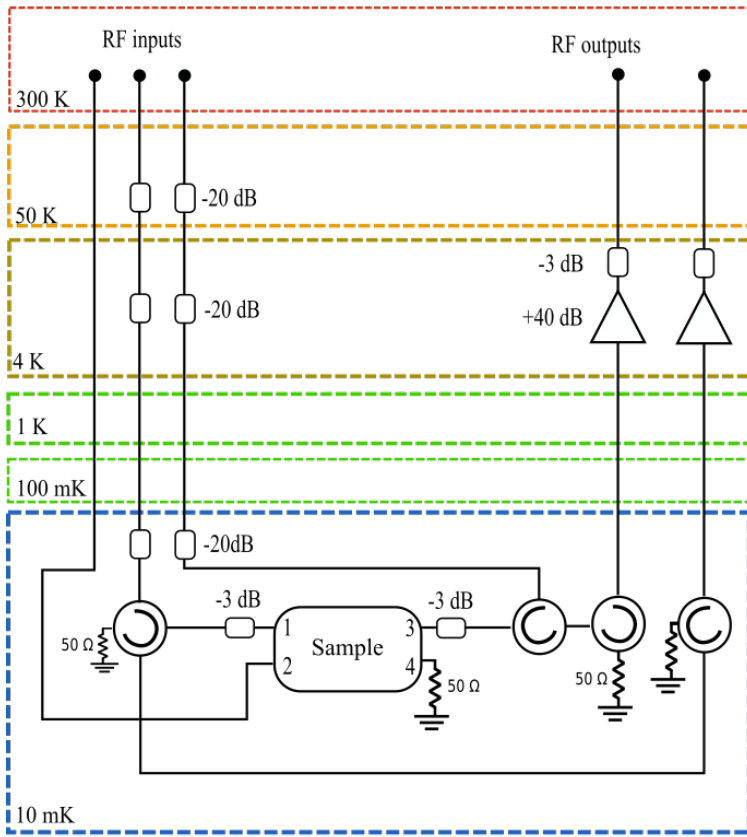 RF inputs
RF outputs
300 K
-20 dB
50 K
-3 dB
-20 dB
+40 dB
4 K
1 K
100 mK
-20dB
-3 dB
-3 dB
50 Ω
1
3
Sample
2
4
50 Ω
50 Ω
10 mK